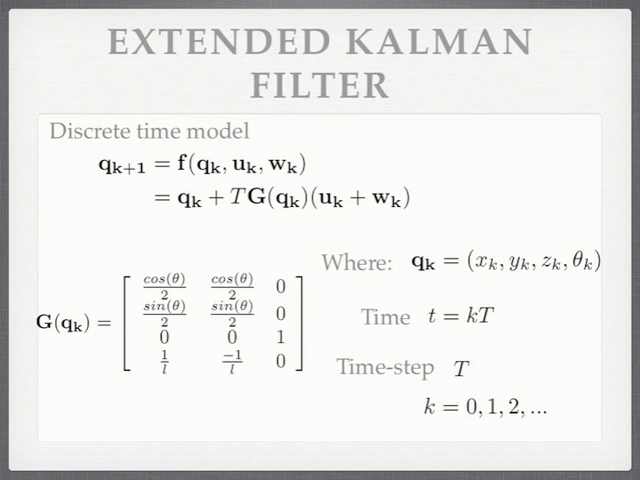 EXTENDED KALMAN
FILTER
Discrete time model
q_{k+1} = f(q_k, u_k, w_k)
= q_k + TG(q_k)(u_k + w_k)
Where: q_k = (x_k, y_k, z_k, θ_k)
G(q_k) = [ cos(θ)/2 cos(θ)/2 0
sin(θ)/2 sin(θ)/2 0
0 0 1
1/l -1/l 0 ]
Time t = kT
Time-step T
k = 0, 1, 2, ...